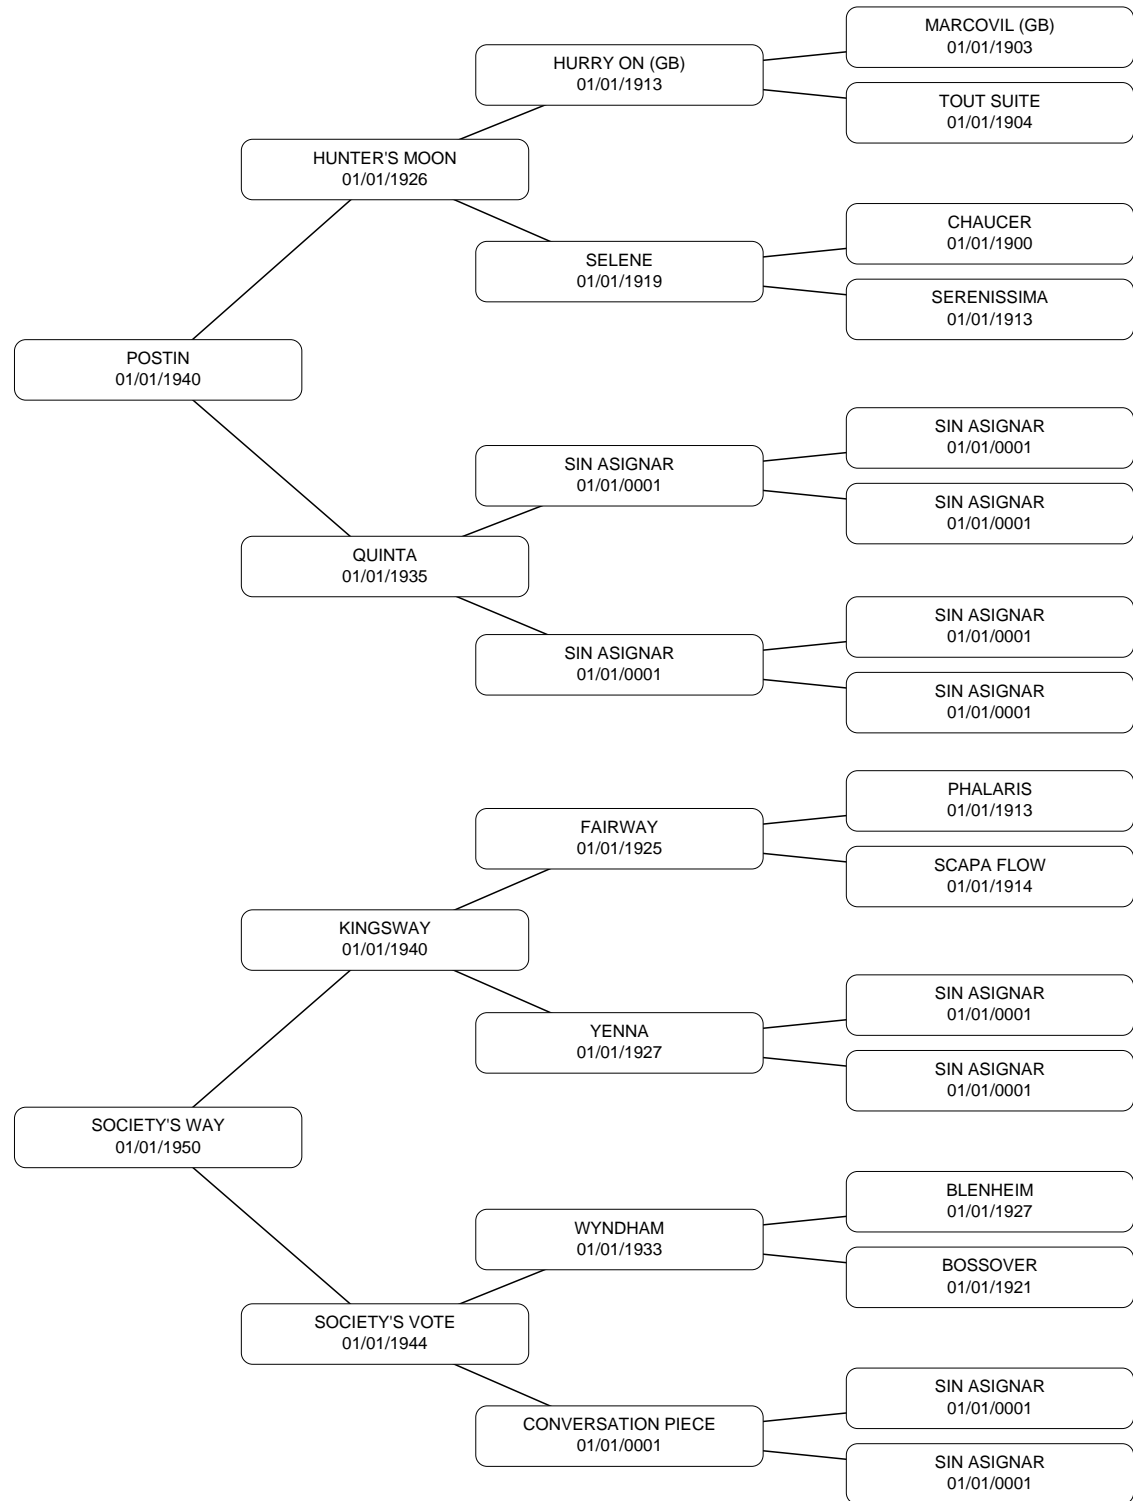 MARCOVIL (GB)
01/01/1903
HURRY ON (GB)
01/01/1913
TOUT SUITE
01/01/1904
HUNTER'S MOON
01/01/1926
CHAUCER
01/01/1900
SELENE
01/01/1919
SERENISSIMA
01/01/1913
POSTIN
01/01/1940
SIN ASIGNAR
01/01/0001
SIN ASIGNAR
01/01/0001
SIN ASIGNAR
01/01/0001
QUINTA
01/01/1935
SIN ASIGNAR
01/01/0001
SIN ASIGNAR
01/01/0001
SIN ASIGNAR
01/01/0001
PHALARIS
01/01/1913
FAIRWAY
01/01/1925
SCAPA FLOW
01/01/1914
KINGSWAY
01/01/1940
SIN ASIGNAR
01/01/0001
YENNA
01/01/1927
SIN ASIGNAR
01/01/0001
SOCIETY'S WAY
01/01/1950
BLENHEIM
01/01/1927
WYNDHAM
01/01/1933
BOSSOVER
01/01/1921
SOCIETY'S VOTE
01/01/1944
SIN ASIGNAR
01/01/0001
CONVERSATION PIECE
01/01/0001
SIN ASIGNAR
01/01/0001